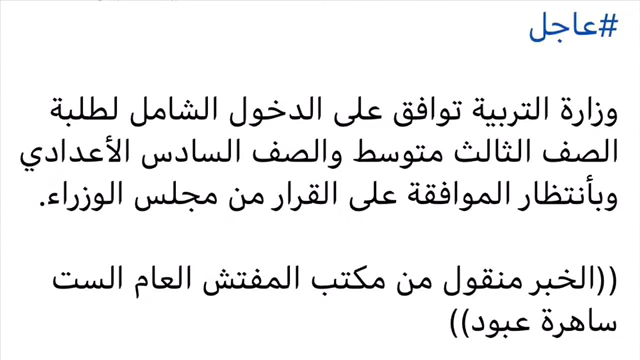 #عاجل
وزارة التربية توافق على الدخول الشامل لطلبة
الصف الثالث متوسط والصف السادس الأعدادي
وبأنتظار الموافقة على القرار من مجلس الوزراء.
((الخبر منقول من مكتب المفتش العام الست
ساهرة عبود))